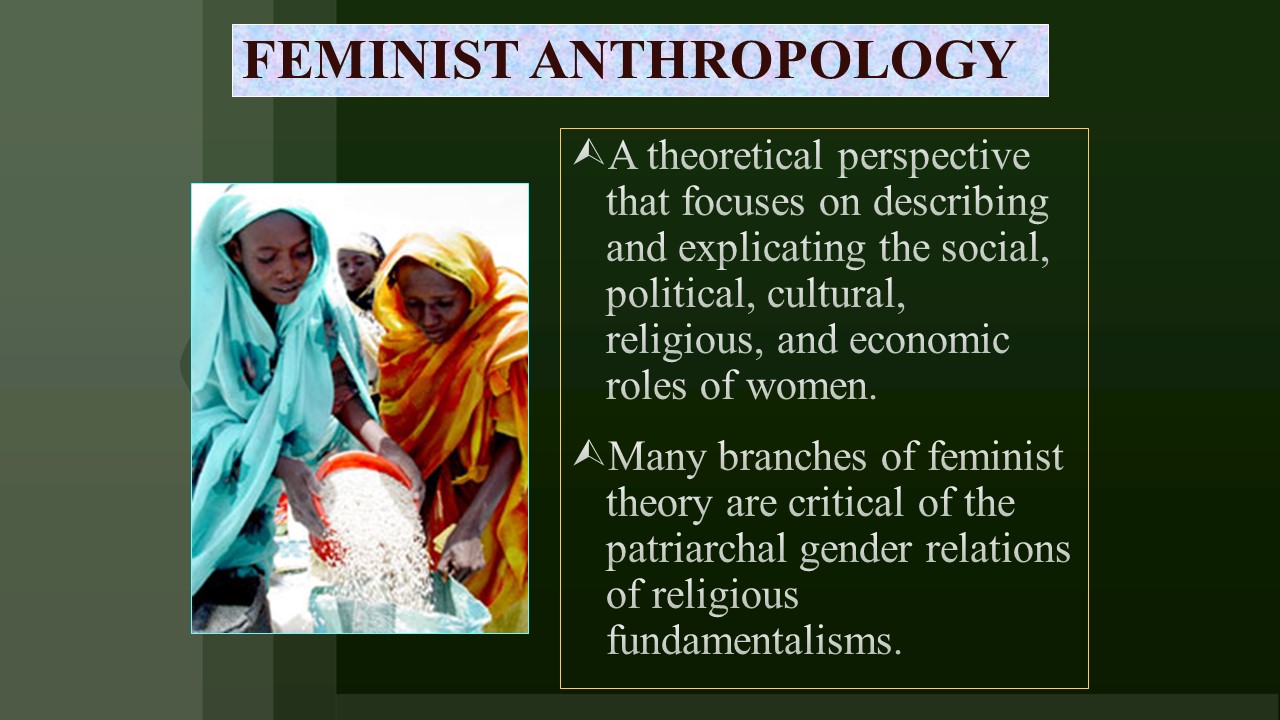 FEMINIST ANTHROPOLOGY
A theoretical perspective
that focuses on describing
and explicating the social,
political, cultural,
religious, and economic
roles of women.
Many branches of feminist
theory are critical of the
patriarchal gender relations
of religious
fundamentalisms.